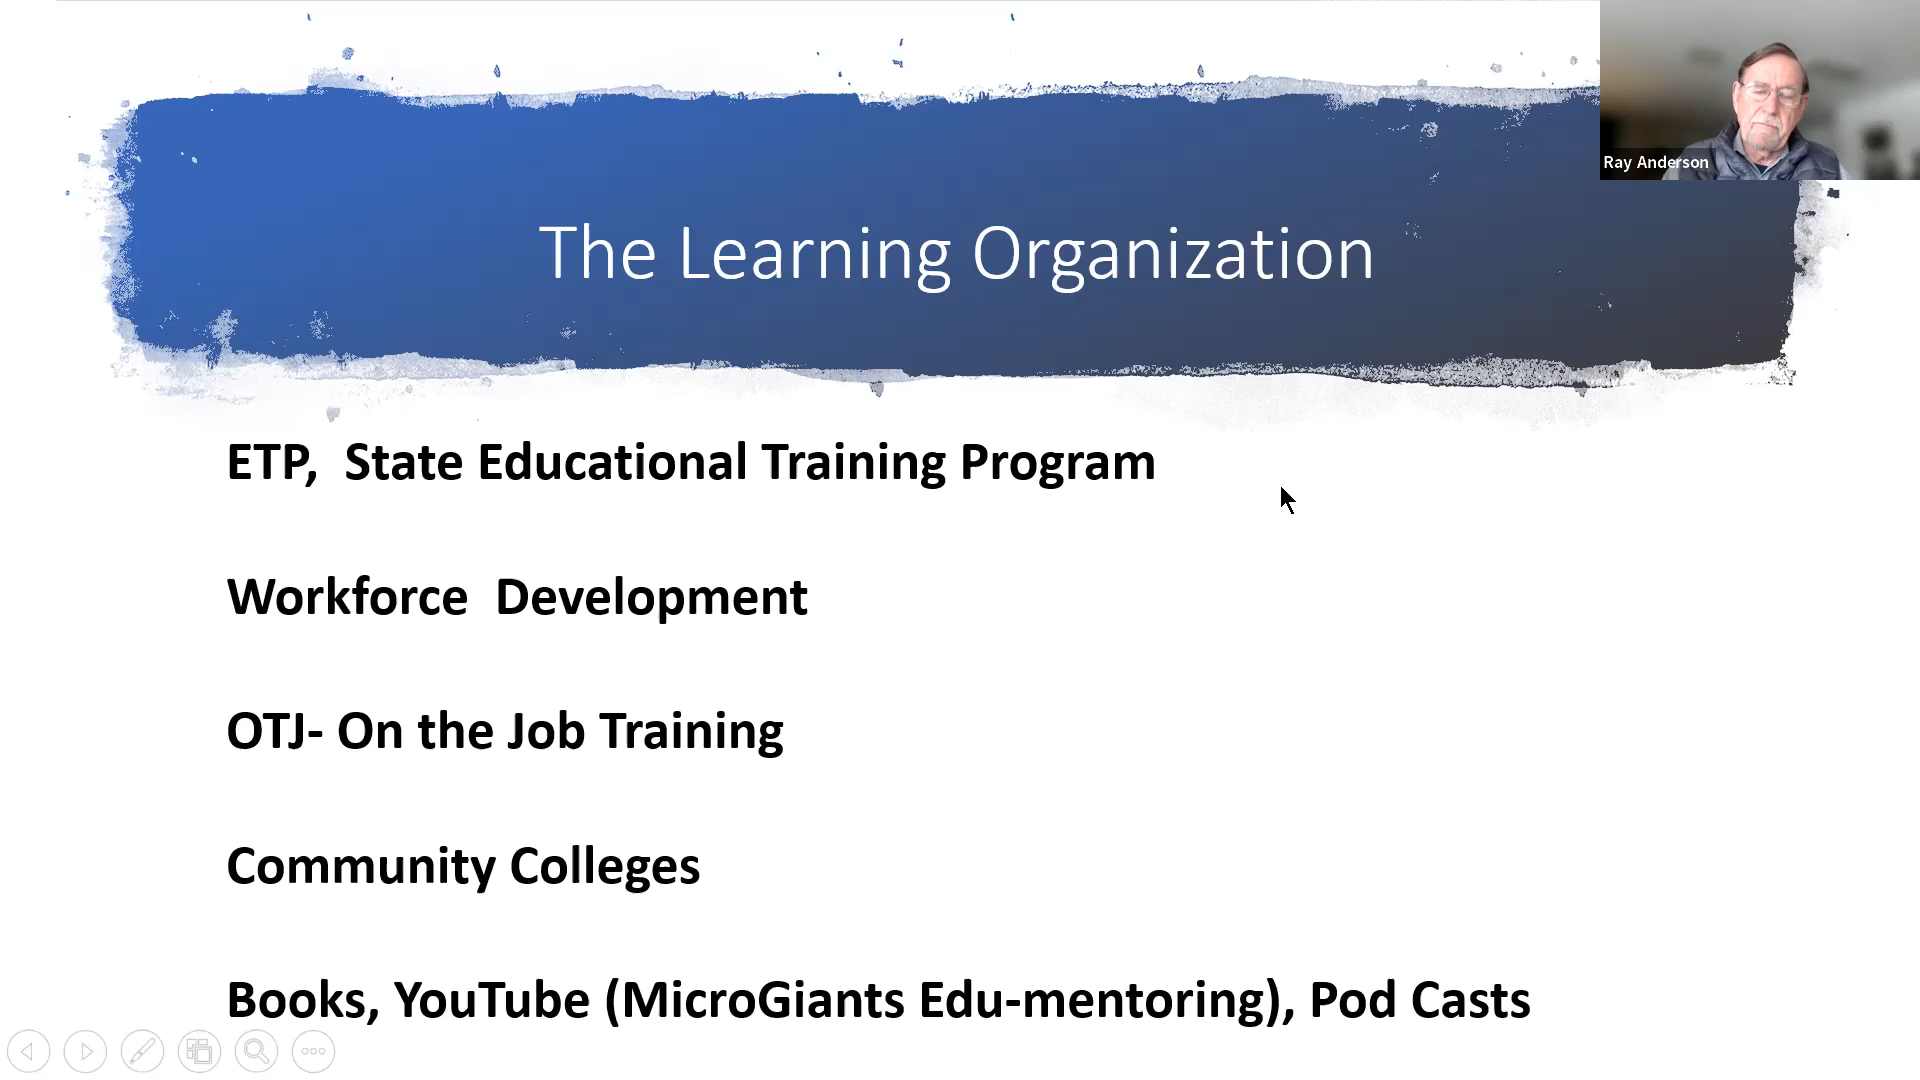 Ray Anderson
The Learning Organization
ETP,  State Educational Training Program
Workforce  Development
OTJ- On the Job Training
Community Colleges
Books, YouTube (MicroGiants Edu-mentoring), Pod Casts